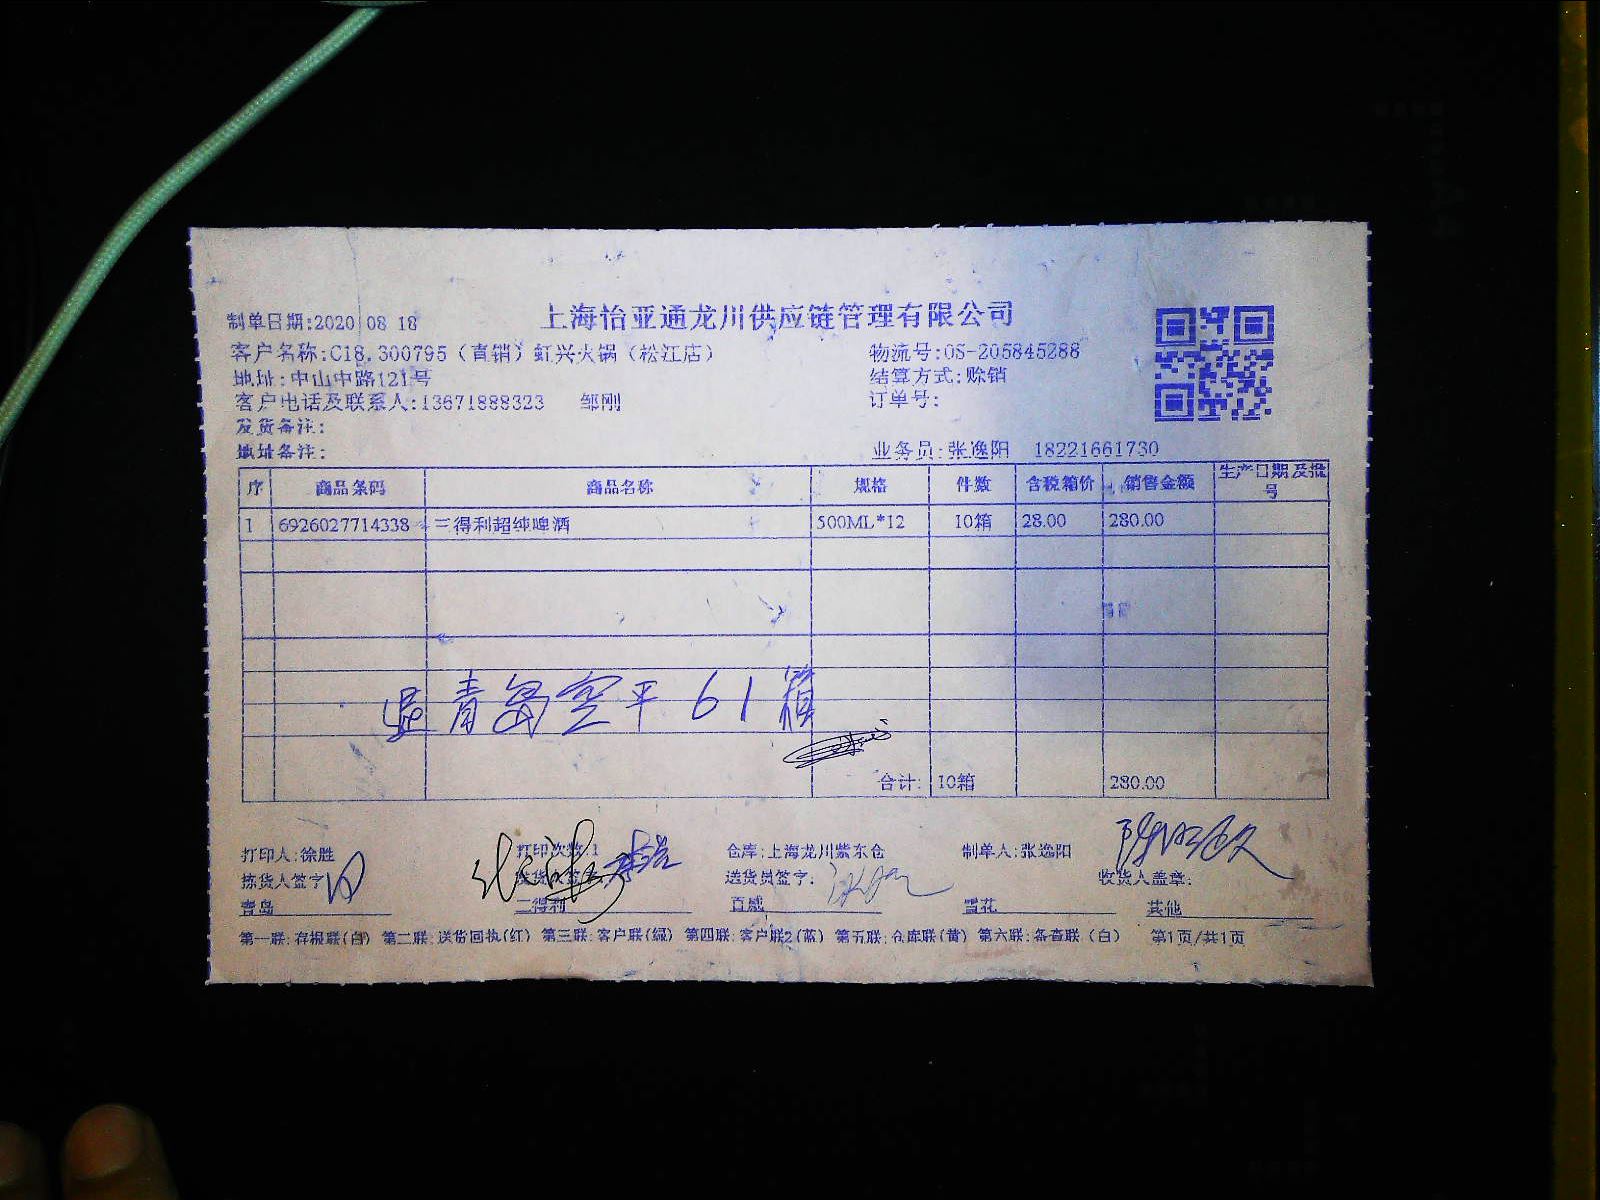 上海怡亚通龙川供应链管理有限公司
制单日期:2020 08 18
客户名称:C18.300795（直销）虹兴火锅（松江店） 物流号:OS-205845288
地址:中山中路121号 结算方式:赊销
客户电话及联系人:13671888323 邹刚 订单号:
发货备注:
地址备注: 业务员:张逸阳 18221661730
序 商品条码 商品名称 规格 件数 含税箱价 销售金额 生产日期及批号
1 6926027714338 三得利超纯啤酒 500ML*12 10箱 28.00 280.00
青岛空平61箱
合计: 10箱 280.00
打印人:徐胜 打印次数:1 仓库:上海龙川紫东仓 制单人:张逸阳
拣货人签字 送货员签字: 收货人盖章:
青岛 三得利 百威 雪花 其他
第一联:存根联(白) 第二联:送货回执(红) 第三联:客户联(绿) 第四联:客户联2(蓝) 第五联:仓库联(黄) 第六联:备查联（白） 第1页/共1页